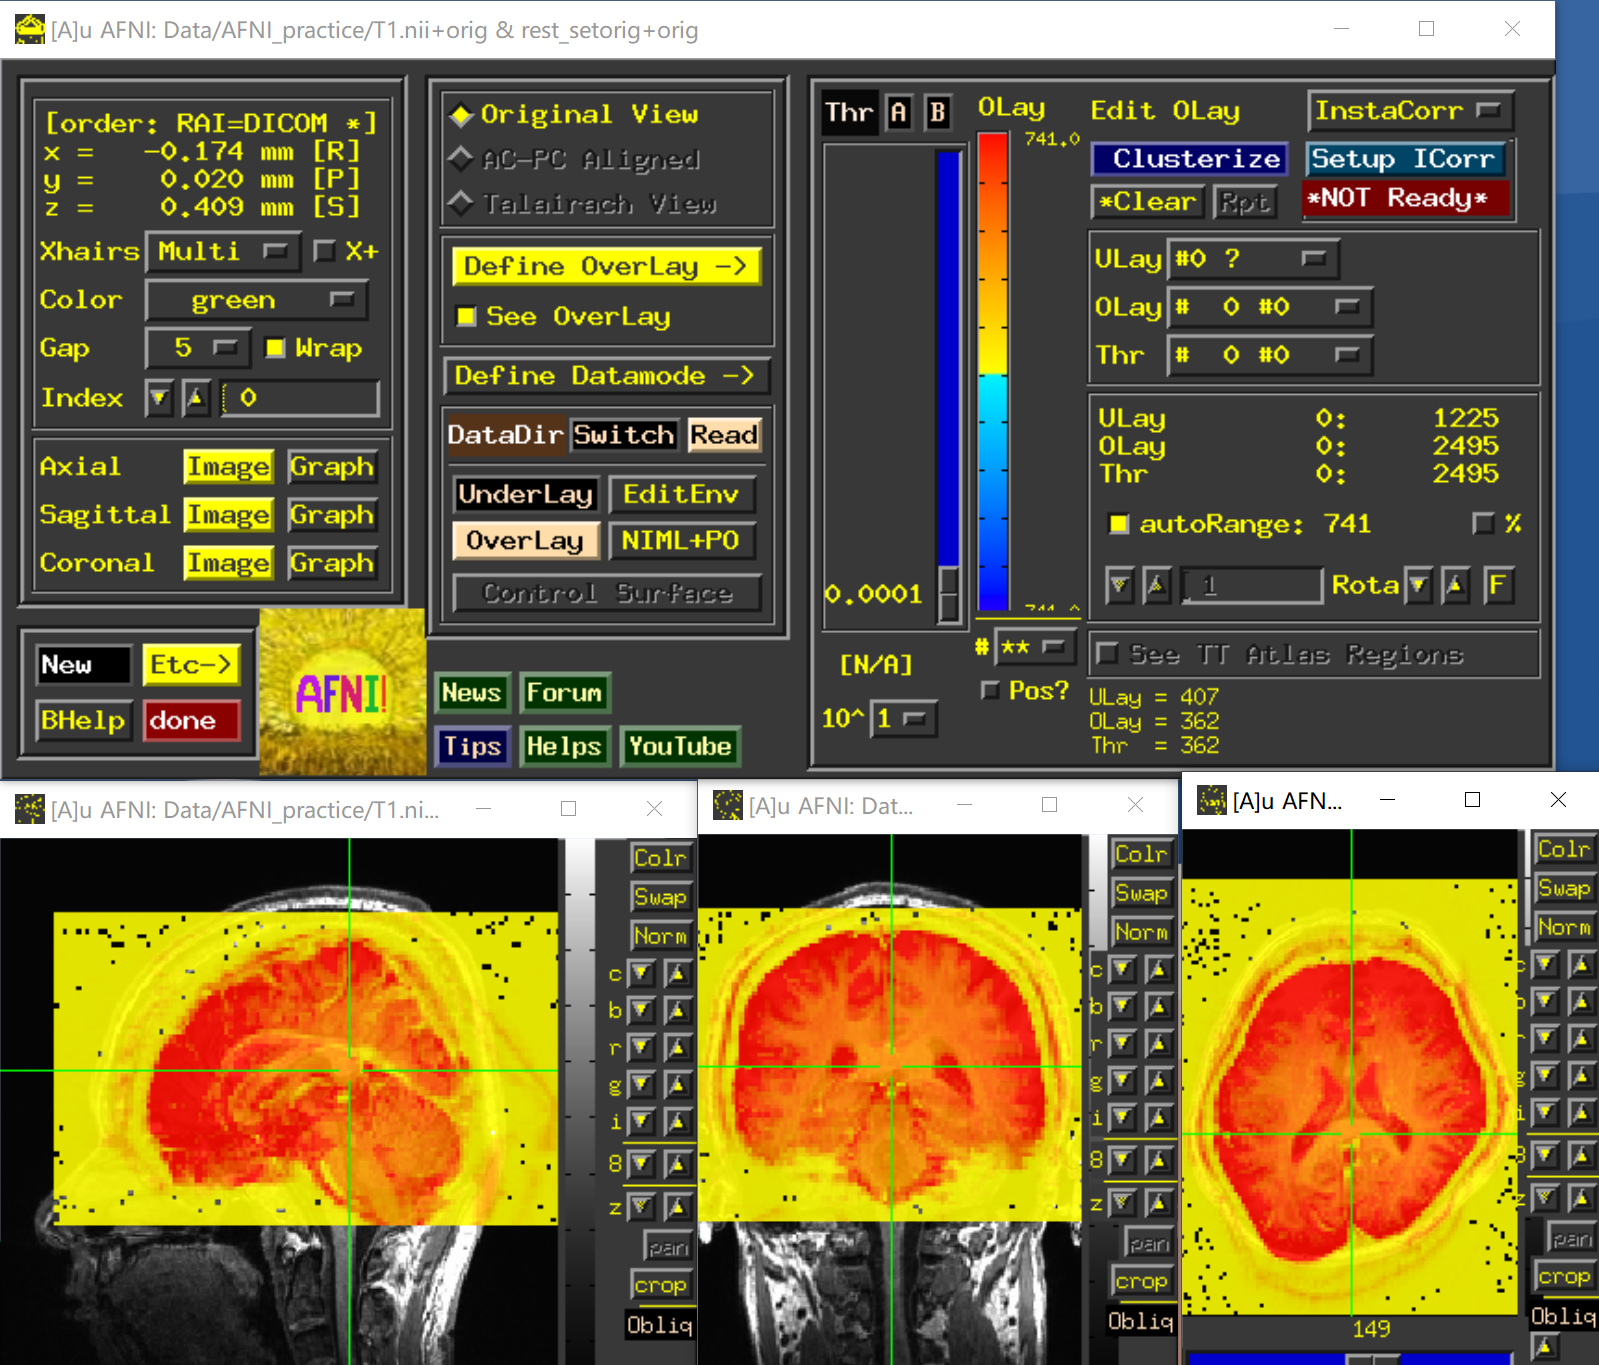 [A]u AFNI: Data/AFNI_practice/T1.nii+orig & rest_setorig+orig
[order: RAI=DICOM *]
x = -0.174 mm [R]
y = 0.020 mm [P]
z = 0.409 mm [S]
Xhairs Multi X+
Color green
Gap 5 Wrap
Index 0
Axial Image Graph
Sagittal Image Graph
Coronal Image Graph
New Etc->
BHelp done
AFNI!
Original View
AC-PC Aligned
Talairach View
Define OverLay ->
See OverLay
Define Datamode ->
DataDir Switch Read
UnderLay EditEnv
OverLay NIML+PO
Control Surface
News Forum
Tips Helps YouTube
Thr A B
0.0001
[N/A]
10^ 1
OLay
741.0
# **
Pos?
Edit OLay InstaCorr
Clusterize Setup ICorr
*Clear Rpt *NOT Ready*
ULay #0 ?
OLay # 0 #0
Thr # 0 #0
ULay 0: 1225
OLay 0: 2495
Thr 0: 2495
autoRange: 741 %
1 Rota F
See TT Atlas Regions
ULay = 407
OLay = 362
Thr = 362
[A]u AFNI: Data/AFNI_practice/T1.ni...
Colr
Swap
Norm
c
b
r
g
i
8
z
pan
crop
Obliq
[A]u AFNI: Dat...
Colr
Swap
Norm
c
b
r
g
i
8
z
pan
crop
Obliq
[A]u AFN...
Colr
Swap
Norm
c
b
r
g
i
8
z
pan
crop
Obliq
149